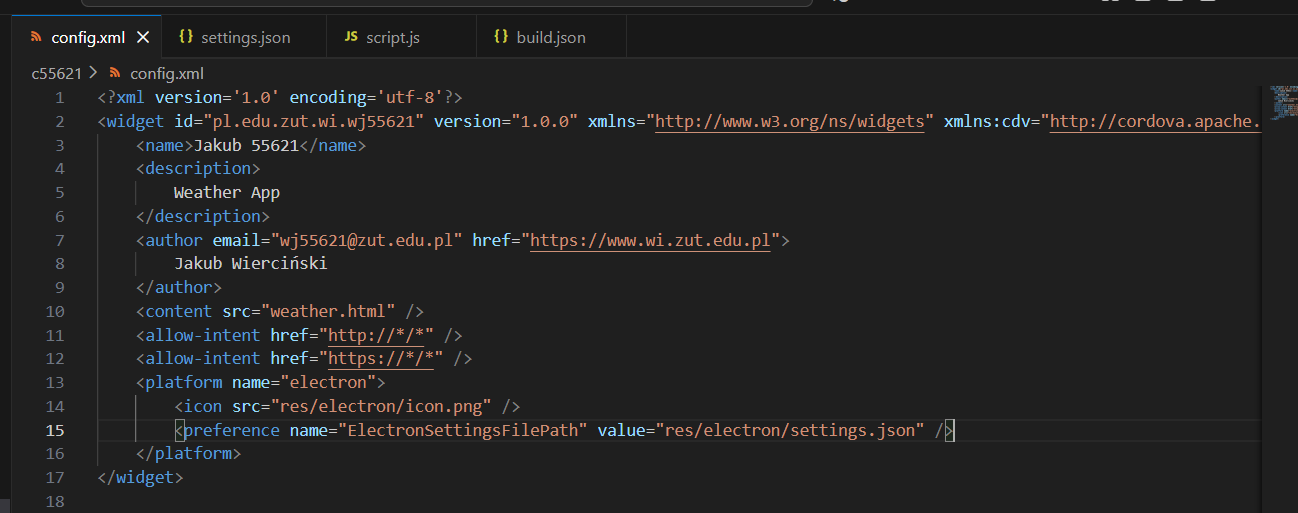 config.xml
{} settings.json
JS script.js
{} build.json
c55621 > config.xml
1 <?xml version='1.0' encoding='utf-8'?>
2 <widget id="pl.edu.zut.wi.wj55621" version="1.0.0" xmlns="http://www.w3.org/ns/widgets" xmlns:cdv="http://cordova.apache.
3 <name>Jakub 55621</name>
4 <description>
5 Weather App
6 </description>
7 <author email="wj55621@zut.edu.pl" href="https://www.wi.zut.edu.pl">
8 Jakub Wierciński
9 </author>
10 <content src="weather.html" />
11 <allow-intent href="http://*/*" />
12 <allow-intent href="https://*/*" />
13 <platform name="electron">
14 <icon src="res/electron/icon.png" />
15 <preference name="ElectronSettingsFilePath" value="res/electron/settings.json" />
16 </platform>
17 </widget>
18